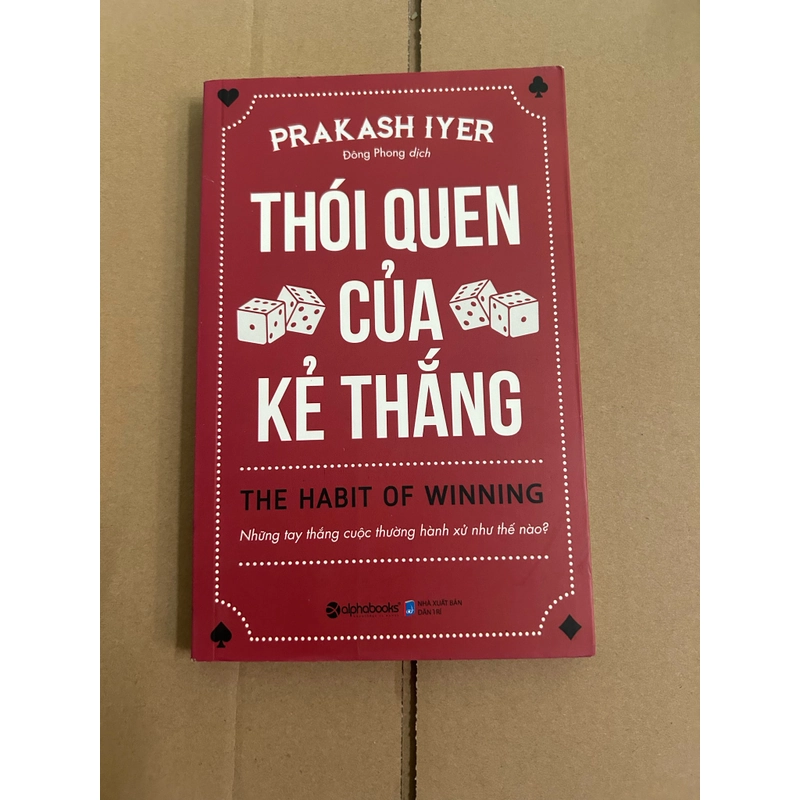 PRAKASH IYER
Đông Phong dịch
THÓI QUEN
CỦA
KẺ THẮNG
THE HABIT OF WINNING
Những tay thắng cuộc thường hành xử như thế nào?
alphabooks
NHÀ XUẤT BẢN
DÂN TRÍ